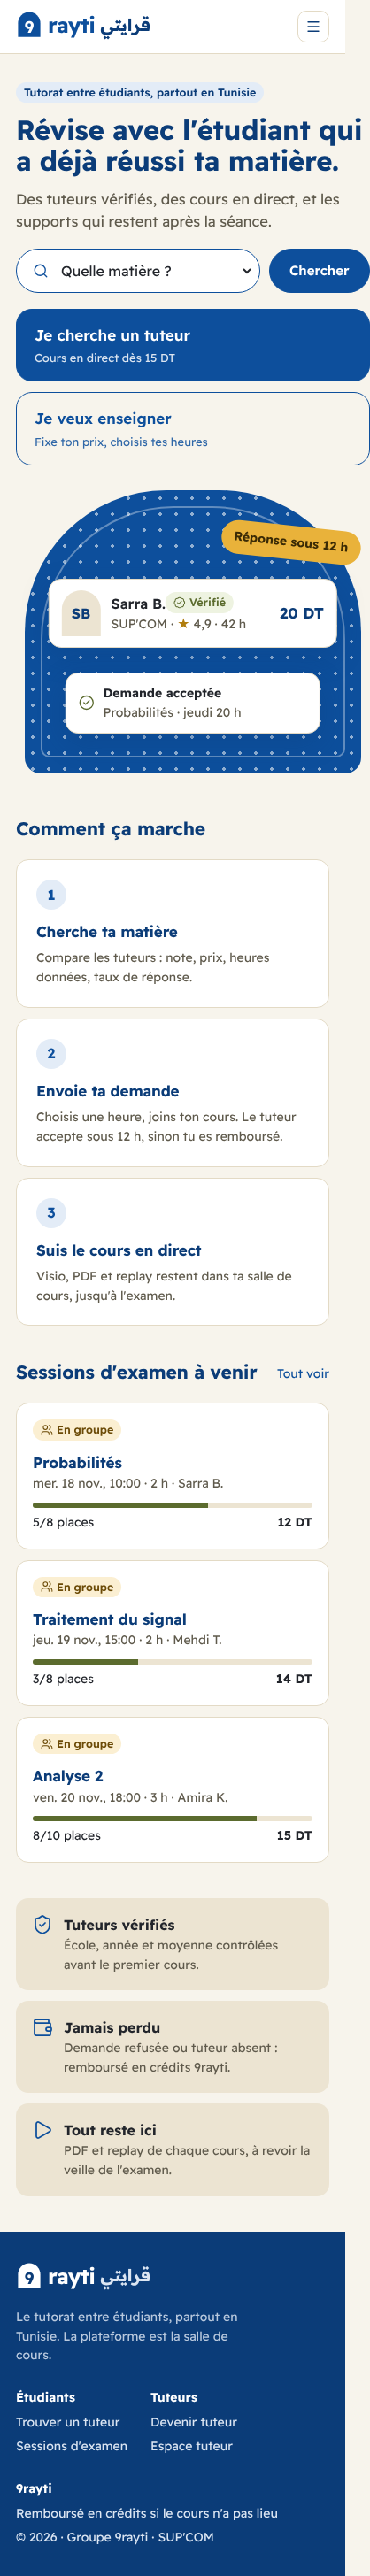 9 rayti قرايتي
Tutorat entre étudiants, partout en Tunisie
Révise avec l'étudiant qui
a déjà réussi ta matière.
Des tuteurs vérifiés, des cours en direct, et les
supports qui restent après la séance.
Quelle matière ?
Chercher
Je cherche un tuteur
Cours en direct dès 15 DT
Je veux enseigner
Fixe ton prix, choisis tes heures
Réponse sous 12 h
SB
Sarra B. Vérifié
SUP'COM · ★ 4,9 · 42 h
20 DT
Demande acceptée
Probabilités · jeudi 20 h
Comment ça marche
1
Cherche ta matière
Compare les tuteurs : note, prix, heures
données, taux de réponse.
2
Envoie ta demande
Choisis une heure, joins ton cours. Le tuteur
accepte sous 12 h, sinon tu es remboursé.
3
Suis le cours en direct
Visio, PDF et replay restent dans ta salle de
cours, jusqu'à l'examen.
Sessions d'examen à venir
Tout voir
En groupe
Probabilités
mer. 18 nov., 10:00 · 2 h · Sarra B.
5/8 places
12 DT
En groupe
Traitement du signal
jeu. 19 nov., 15:00 · 2 h · Mehdi T.
3/8 places
14 DT
En groupe
Analyse 2
ven. 20 nov., 18:00 · 3 h · Amira K.
8/10 places
15 DT
Tuteurs vérifiés
École, année et moyenne contrôlées
avant le premier cours.
Jamais perdu
Demande refusée ou tuteur absent :
remboursé en crédits 9rayti.
Tout reste ici
PDF et replay de chaque cours, à revoir la
veille de l'examen.
9 rayti قرايتي
Le tutorat entre étudiants, partout en
Tunisie. La plateforme est la salle de
cours.
Étudiants
Trouver un tuteur
Sessions d'examen
Tuteurs
Devenir tuteur
Espace tuteur
9rayti
Remboursé en crédits si le cours n'a pas lieu
© 2026 · Groupe 9rayti · SUP'COM